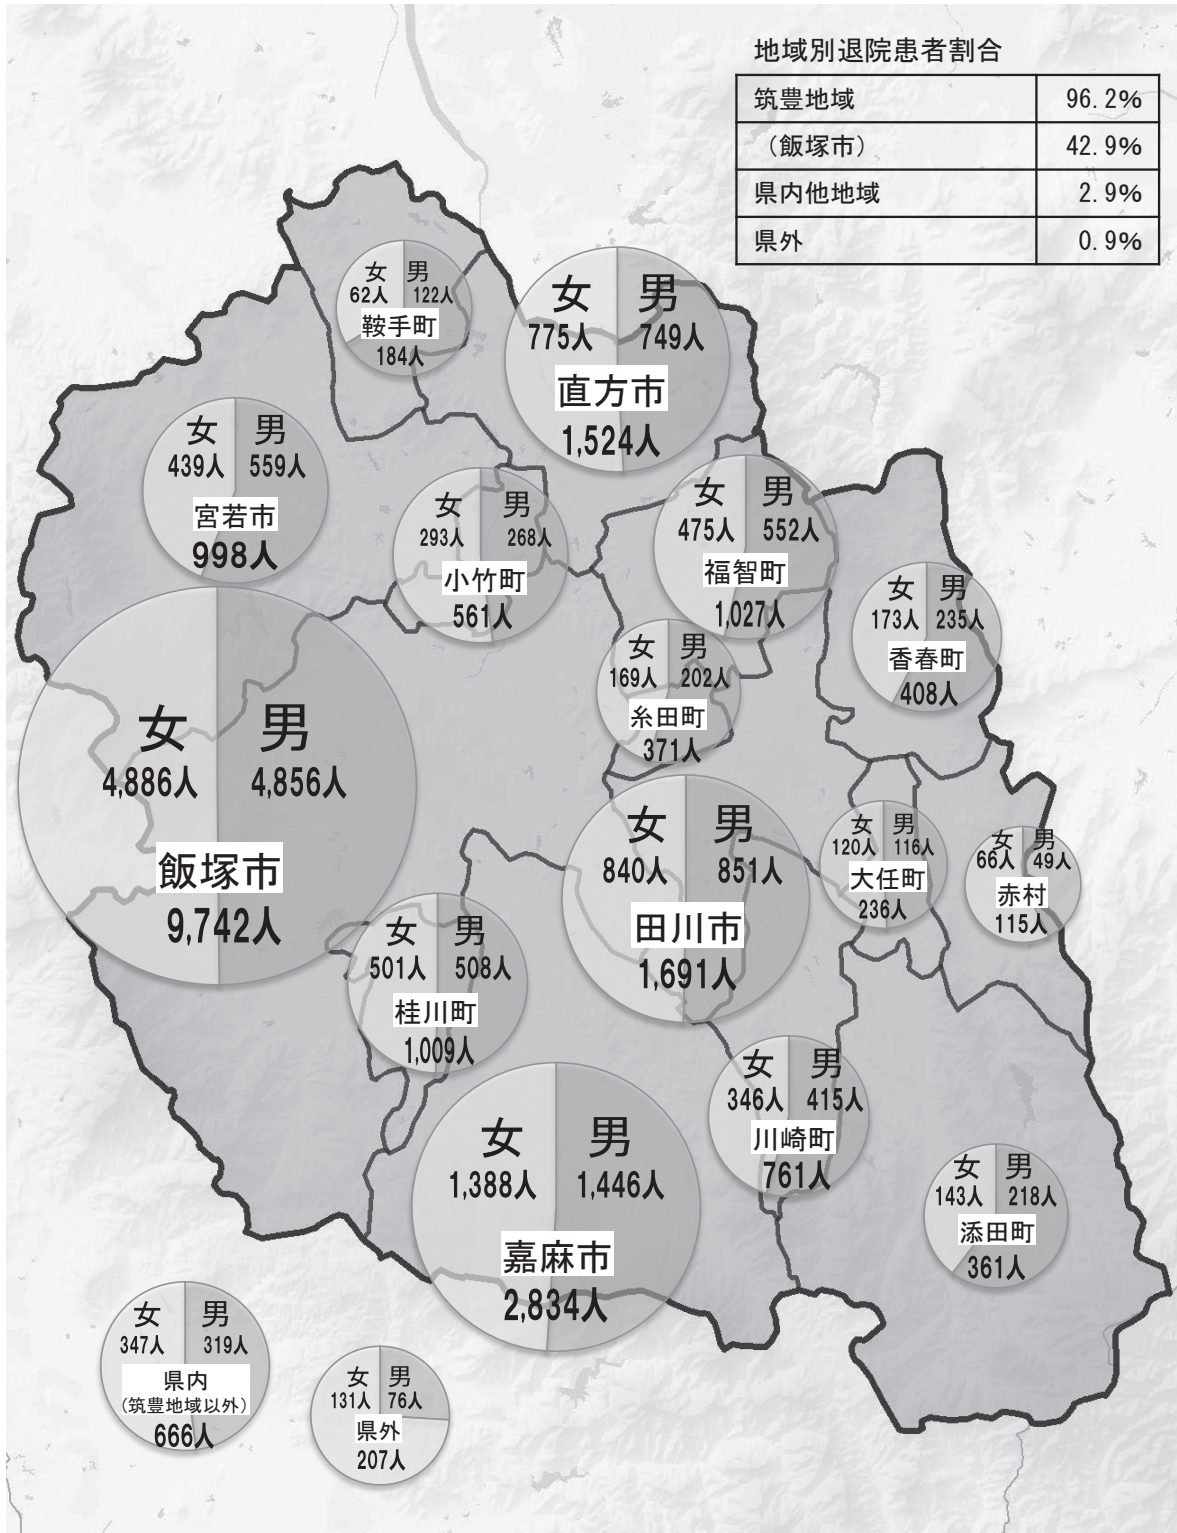 地域別退院患者割合
筑豊地域 96.2%
（飯塚市） 42.9%
県内他地域 2.9%
県外 0.9%
女 男
62人 122人
鞍手町
184人
女 男
775人 749人
直方市
1,524人
女 男
439人 559人
宮若市
998人
女 男
293人 268人
小竹町
561人
女 男
475人 552人
福智町
1,027人
女 男
173人 235人
香春町
408人
女 男
169人 202人
糸田町
371人
女 男
4,886人 4,856人
飯塚市
9,742人
女 男
840人 851人
田川市
1,691人
女 男
120人 116人
大任町
236人
女 男
66人 49人
赤村
115人
女 男
501人 508人
桂川町
1,009人
女 男
346人 415人
川崎町
761人
女 男
1,388人 1,446人
嘉麻市
2,834人
女 男
143人 218人
添田町
361人
女 男
347人 319人
県内
（筑豊地域以外）
666人
女 男
131人 76人
県外
207人